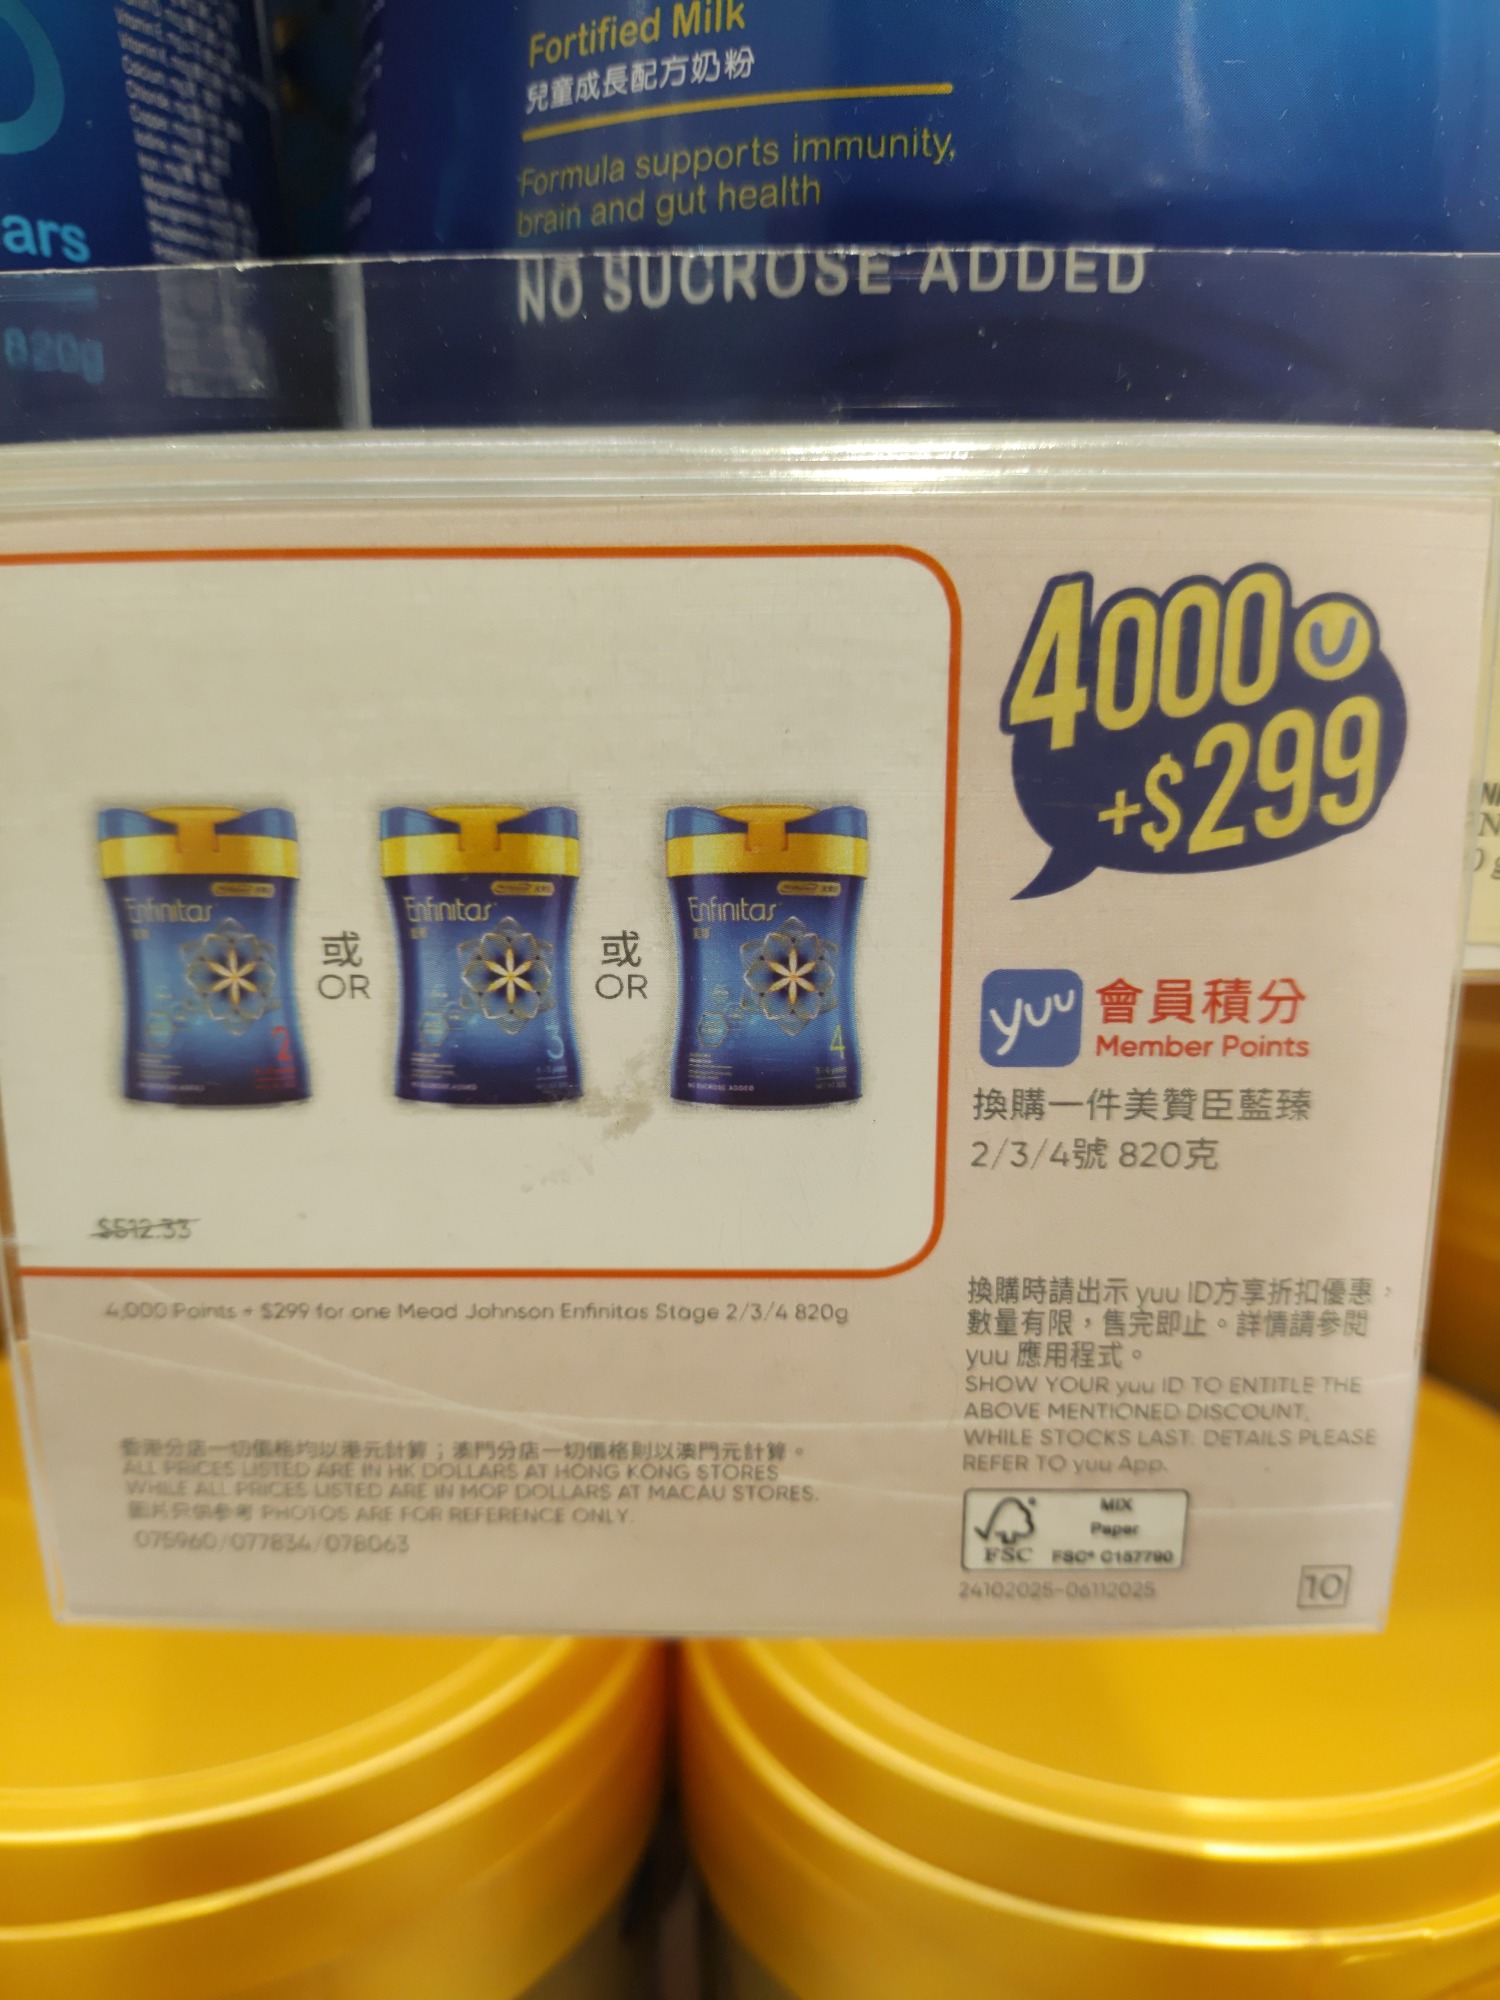 Fortified Milk
兒童成長配方奶粉
Formula supports immunity,
brain and gut health
NO SUCROSE ADDED
ars
820g
4000
+$299
Enfinitas
2
或
OR
Enfinitas
3
或
OR
Enfinitas
4
NO SUCROSE ADDED
yuu 會員積分
Member Points
換購一件美贊臣藍臻
2/3/4號 820克
$512.33
4,000 Points + $299 for one Mead Johnson Enfinitas Stage 2/3/4 820g
換購時請出示 yuu ID方享折扣優惠，
數量有限，售完即止。詳情請參閱
yuu 應用程式。
SHOW YOUR yuu ID TO ENTITLE THE
ABOVE MENTIONED DISCOUNT,
WHILE STOCKS LAST. DETAILS PLEASE
REFER TO yuu App.
香港分店一切價格均以港元計算；澳門分店一切價格則以澳門元計算。
ALL PRICES LISTED ARE IN HK DOLLARS AT HONG KONG STORES
WHILE ALL PRICES LISTED ARE IN MOP DOLLARS AT MACAU STORES.
圖片只供參考 PHOTOS ARE FOR REFERENCE ONLY.
075960/077834/078063
MIX
Paper
FSC FSC® C157790
24102025-06112025
10